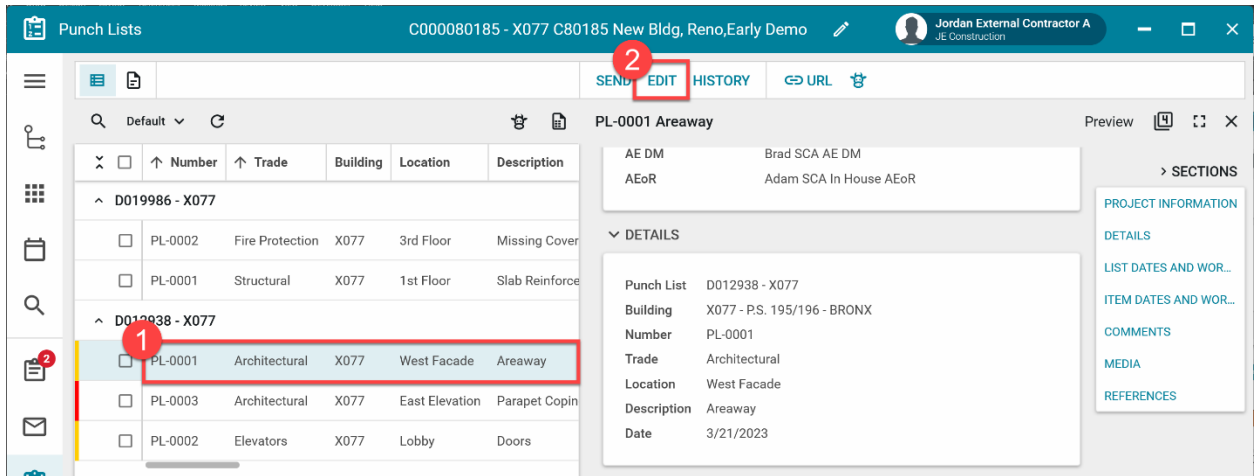 Punch Lists
C000080185 - X077 C80185 New Bldg, Reno,Early Demo
Jordan External Contractor A
JE Construction
2
SEND EDIT HISTORY URL
Default
PL-0001 Areaway
Preview 4
Number Trade Building Location Description
D019986 - X077
PL-0002 Fire Protection X077 3rd Floor Missing Cover
PL-0001 Structural X077 1st Floor Slab Reinforce
D012938 - X077
1
PL-0001 Architectural X077 West Facade Areaway
PL-0003 Architectural X077 East Elevation Parapet Copin
PL-0002 Elevators X077 Lobby Doors
2
AE DM Brad SCA AE DM
AEoR Adam SCA In House AEoR
DETAILS
Punch List D012938 - X077
Building X077 - P.S. 195/196 - BRONX
Number PL-0001
Trade Architectural
Location West Facade
Description Areaway
Date 3/21/2023
> SECTIONS
PROJECT INFORMATION
DETAILS
LIST DATES AND WOR...
ITEM DATES AND WOR...
COMMENTS
MEDIA
REFERENCES